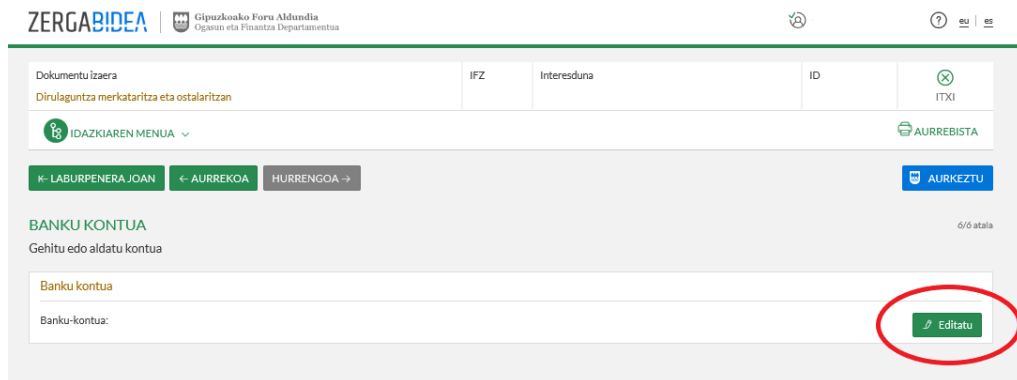 ZERGABIDEA
Gipuzkoako Foru Aldundia
Ogasun eta Finantza Departamentua
? eu | es
Dokumentu izaera IFZ Interesduna ID
Dirulaguntza merkataritza eta ostalaritzan
ITXI
IDAZKIAREN MENUA
AURREBISTA
LABURPENERA JOAN ← AURREKOA HURRENGOA → AURKEZTU
BANKU KONTUA 6/6 atala
Gehitu edo aldatu kontua
Banku kontua
Banku-kontua: Editatu